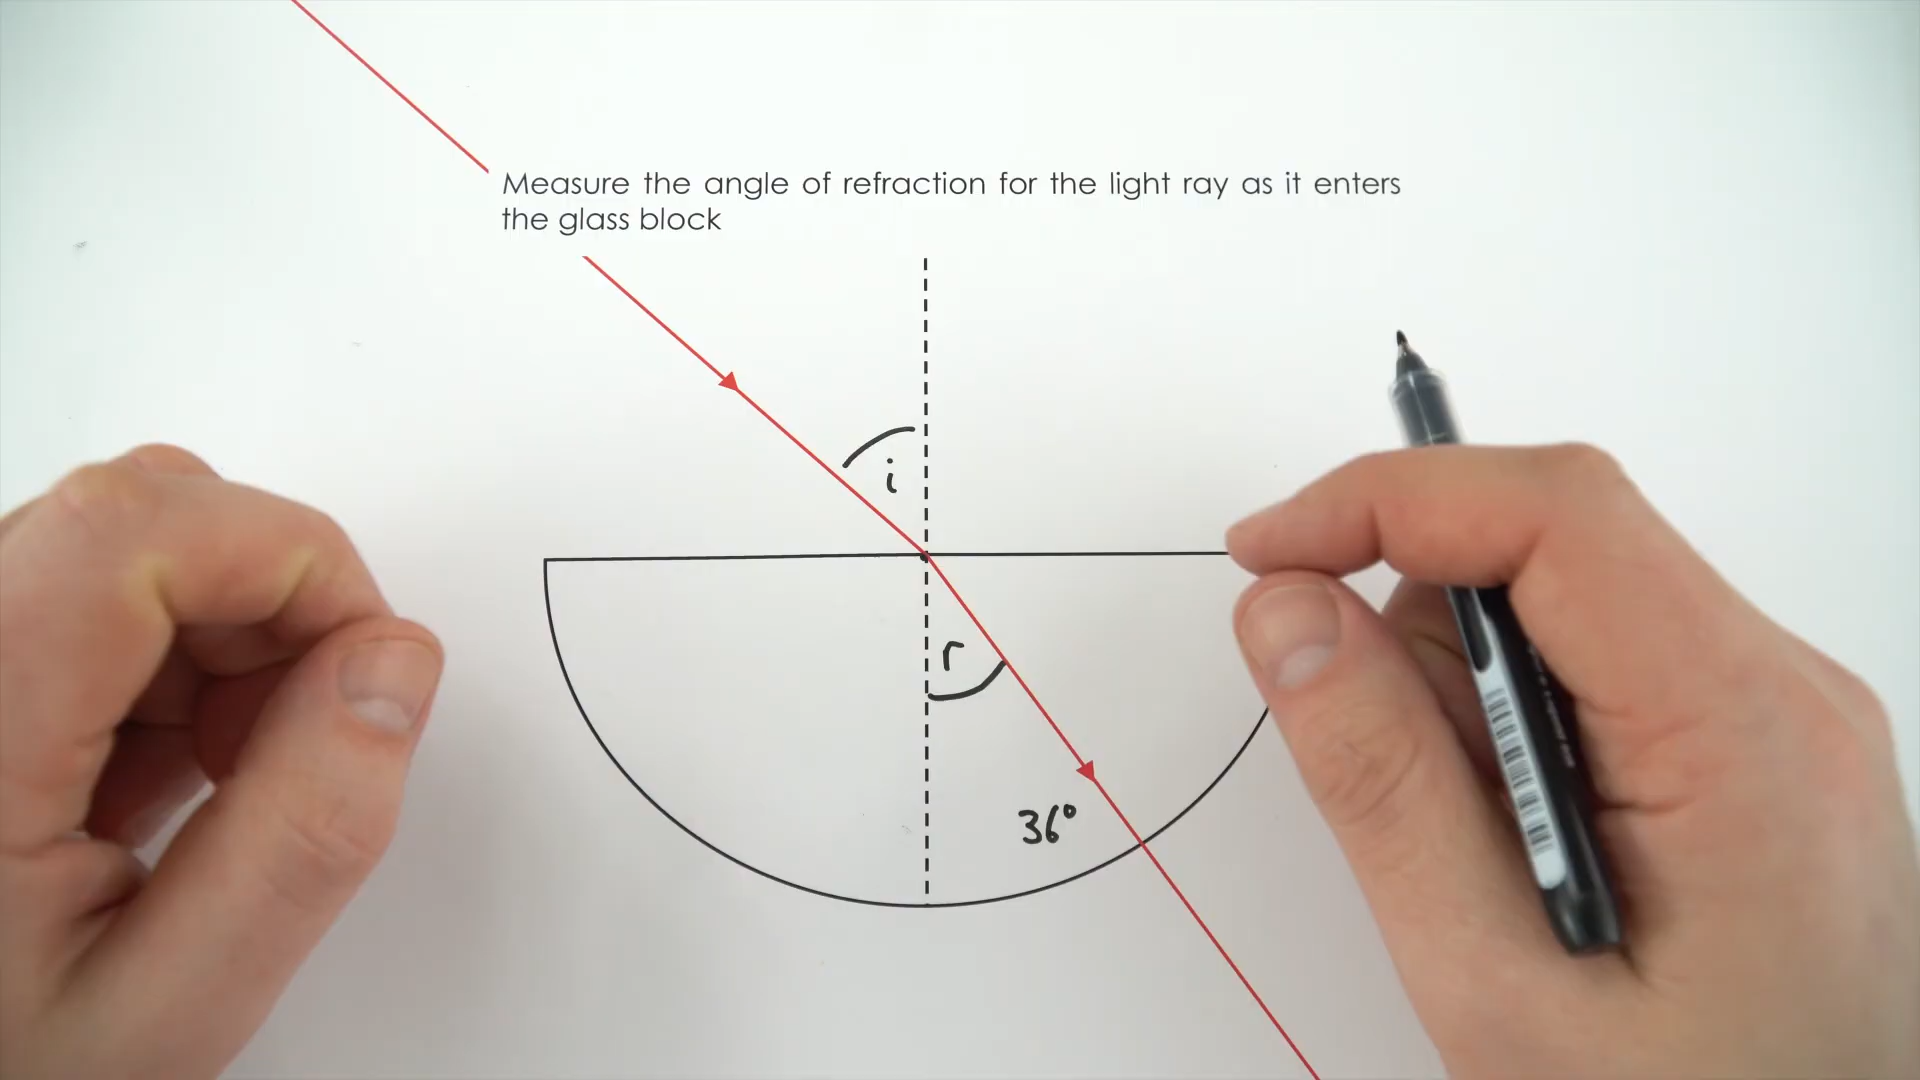 Measure the angle of refraction for the light ray as it enters
the glass block
i
r
36°